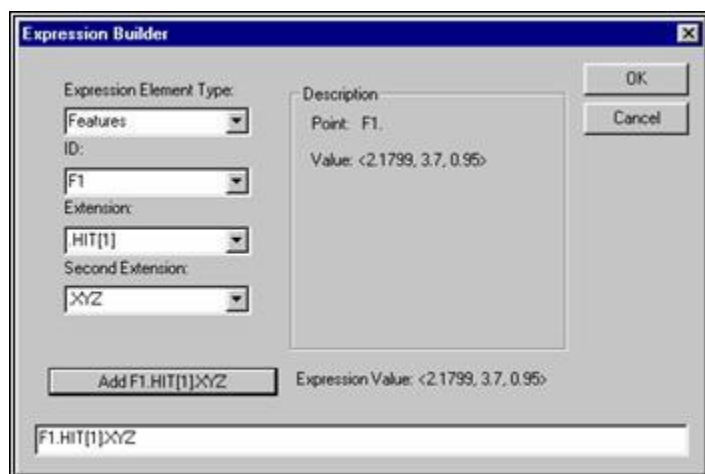 Expression Builder
Expression Element Type:
Features
ID:
F1
Extension:
.HIT[1]
Second Extension:
.XYZ
Description
Point: F1.
Value: <2.1799, 3.7, 0.95>
OK
Cancel
Add F1.HIT[1].XYZ
Expression Value: <2.1799, 3.7, 0.95>
F1.HIT[1].XYZ